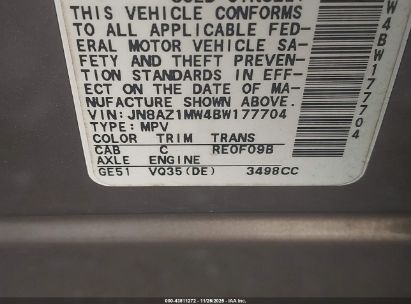 THIS VEHICLE CONFORMS
TO ALL APPLICABLE FED-
ERAL MOTOR VEHICLE SA-
FETY AND THEFT PREVEN-
TION STANDARDS IN EFF-
ECT ON THE DATE OF MA-
NUFACTURE SHOWN ABOVE.
VIN: JN8AZ1MW4BW177704
TYPE: MPV
COLOR TRIM TRANS
CAB C RE0F09B
AXLE ENGINE
GE51 VQ35(DE) 3498CC
W4BW177704